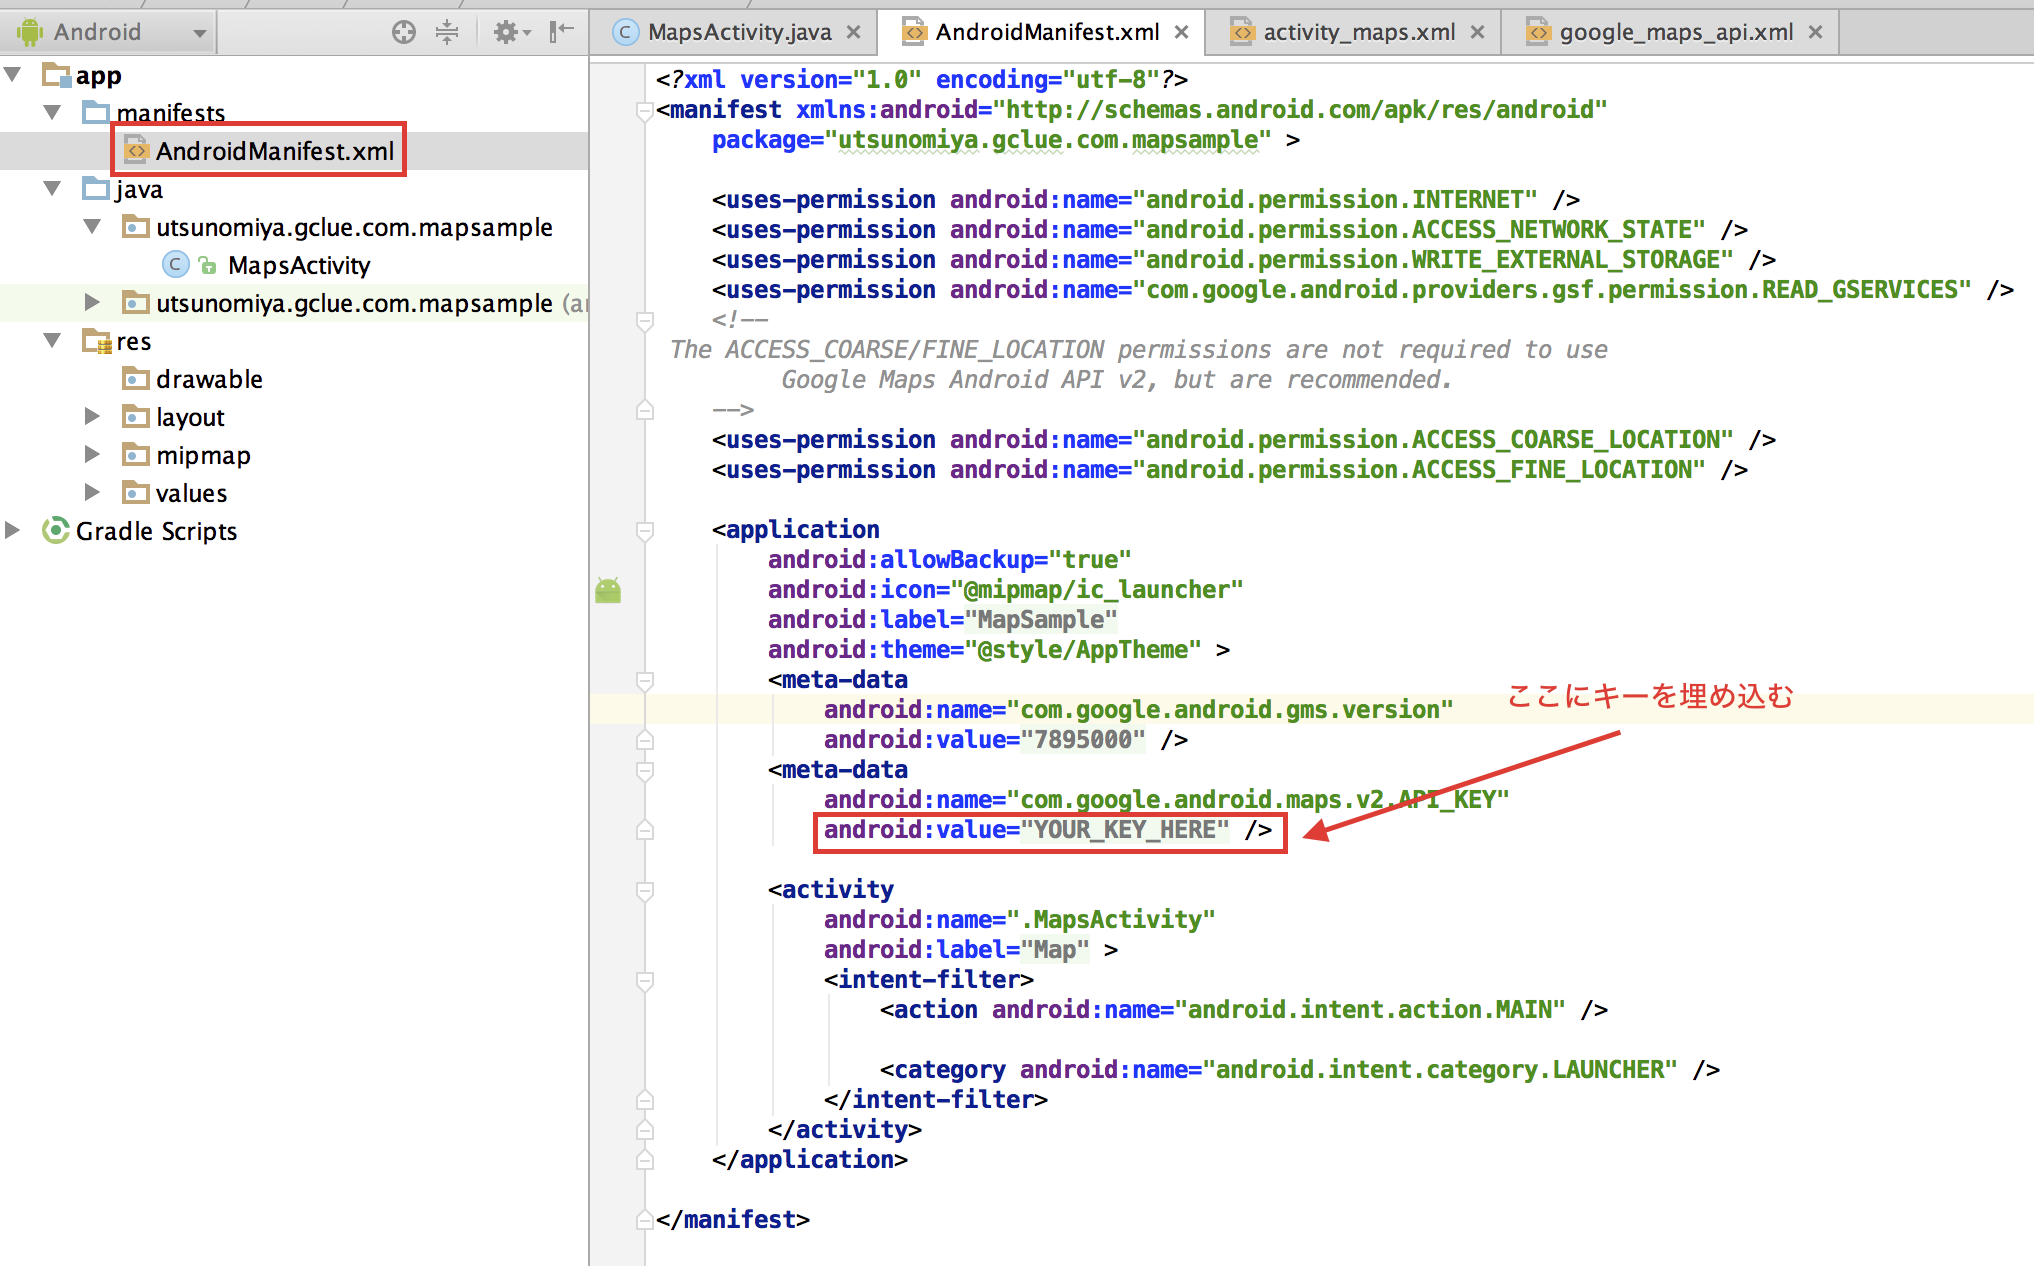 Android
MapsActivity.java
AndroidManifest.xml
activity_maps.xml
google_maps_api.xml
app
manifests
AndroidManifest.xml
java
utsunomiya.gclue.com.mapsample
C MapsActivity
utsunomiya.gclue.com.mapsample (a
res
drawable
layout
mipmap
values
Gradle Scripts
<?xml version="1.0" encoding="utf-8"?>
<manifest xmlns:android="http://schemas.android.com/apk/res/android"
    package="utsunomiya.gclue.com.mapsample" >
    <uses-permission android:name="android.permission.INTERNET" />
    <uses-permission android:name="android.permission.ACCESS_NETWORK_STATE" />
    <uses-permission android:name="android.permission.WRITE_EXTERNAL_STORAGE" />
    <uses-permission android:name="com.google.android.providers.gsf.permission.READ_GSERVICES" />
    <!--
 The ACCESS_COARSE/FINE_LOCATION permissions are not required to use
         Google Maps Android API v2, but are recommended.
    -->
    <uses-permission android:name="android.permission.ACCESS_COARSE_LOCATION" />
    <uses-permission android:name="android.permission.ACCESS_FINE_LOCATION" />
    <application
        android:allowBackup="true"
        android:icon="@mipmap/ic_launcher"
        android:label="MapSample"
        android:theme="@style/AppTheme" >
        <meta-data
            android:name="com.google.android.gms.version"
ここにキーを埋め込む
            android:value="7895000" />
        <meta-data
            android:name="com.google.android.maps.v2.API_KEY"
            android:value="YOUR_KEY_HERE" />
        <activity
            android:name=".MapsActivity"
            android:label="Map" >
            <intent-filter>
                <action android:name="android.intent.action.MAIN" />
                <category android:name="android.intent.category.LAUNCHER" />
            </intent-filter>
        </activity>
    </application>
</manifest>